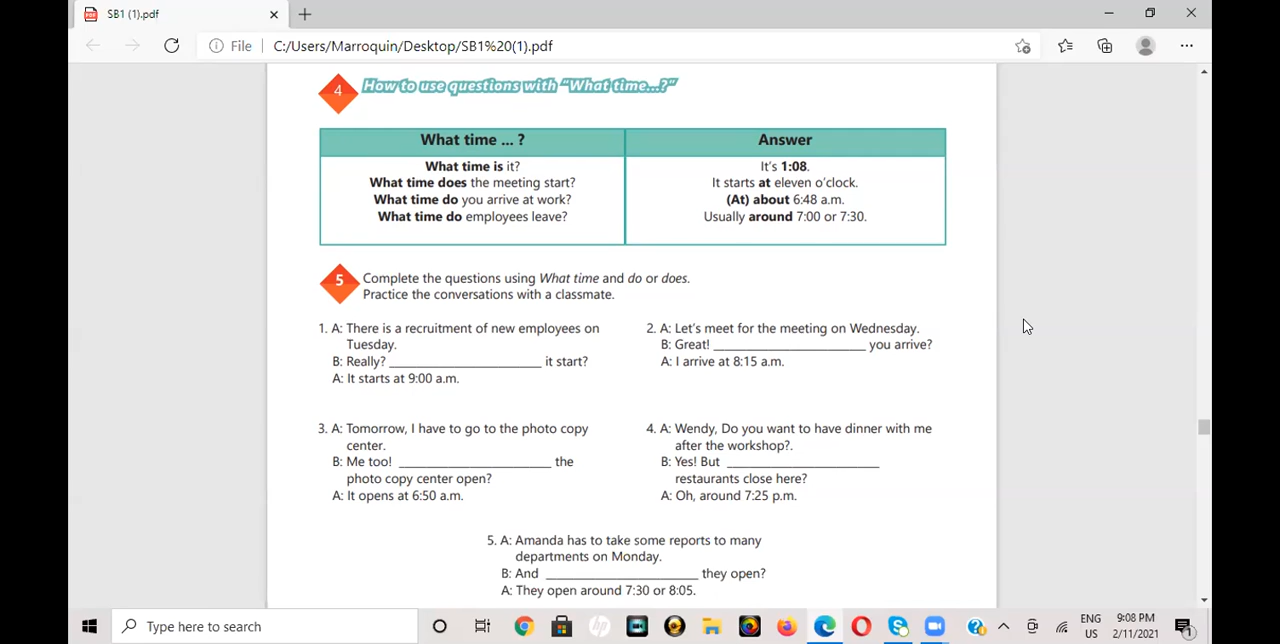 SB1 (1).pdf
File
C:/Users/Marroquin/Desktop/SB1%20(1).pdf
4
How to use questions with “What time...?”
What time ... ?
Answer
What time is it?
It’s 1:08.
What time does the meeting start?
It starts at eleven o’clock.
What time do you arrive at work?
(At) about 6:48 a.m.
What time do employees leave?
Usually around 7:00 or 7:30.
5
Complete the questions using What time and do or does.
Practice the conversations with a classmate.
1. A: There is a recruitment of new employees on
Tuesday.
B: Really? ______________________ it start?
A: It starts at 9:00 a.m.
2. A: Let’s meet for the meeting on Wednesday.
B: Great! ______________________ you arrive?
A: I arrive at 8:15 a.m.
3. A: Tomorrow, I have to go to the photo copy
center.
B: Me too! ______________________ the
photo copy center open?
A: It opens at 6:50 a.m.
4. A: Wendy, Do you want to have dinner with me
after the workshop?.
B: Yes! But ______________________
restaurants close here?
A: Oh, around 7:25 p.m.
5. A: Amanda has to take some reports to many
departments on Monday.
B: And ______________________ they open?
A: They open around 7:30 or 8:05.
Type here to search
ENG
US
9:08 PM
2/11/2021